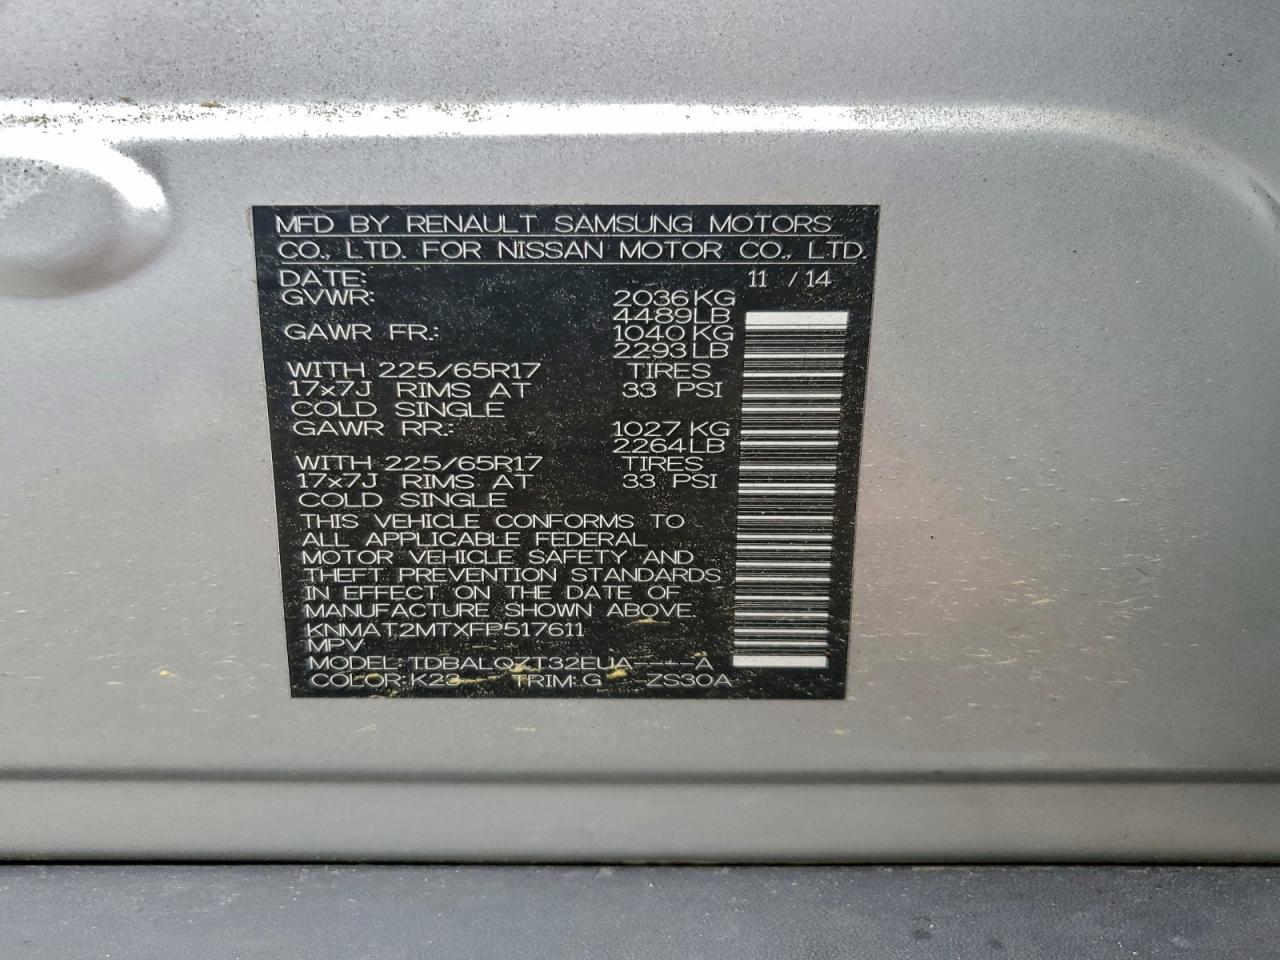 MFD BY RENAULT SAMSUNG MOTORS
CO., LTD. FOR NISSAN MOTOR CO., LTD.
DATE: 11 / 14
GVWR: 2036 KG
4489LB
GAWR FR.: 1040 KG
2293 LB
WITH 225/65R17 TIRES
17x7J RIMS AT 33 PSI
COLD SINGLE
GAWR RR.: 1027 KG
2264LB
WITH 225/65R17 TIRES
17x7J RIMS AT 33 PSI
COLD SINGLE
THIS VEHICLE CONFORMS TO
ALL APPLICABLE FEDERAL
MOTOR VEHICLE SAFETY AND
THEFT PREVENTION STANDARDS
IN EFFECT ON THE DATE OF
MANUFACTURE SHOWN ABOVE.
KNMAT2MTXFP517611
MPV
MODEL: TDBALQZT32EUA----A
COLOR: K23 TRIM: G ZS30A